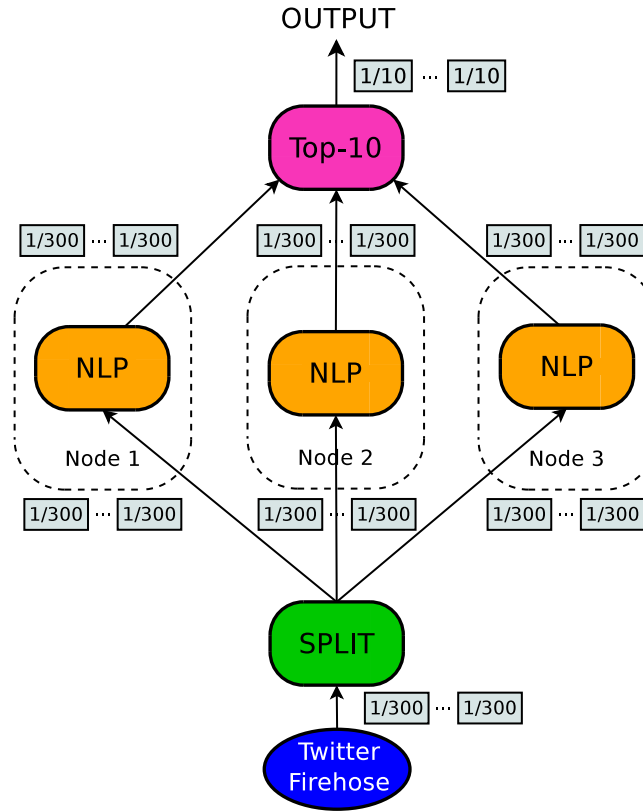 OUTPUT
1/10 ... 1/10
Top-10
1/300 ... 1/300
1/300 ... 1/300
1/300 ... 1/300
NLP
NLP
NLP
Node 1
Node 2
Node 3
1/300 ... 1/300
1/300 ... 1/300
1/300 ... 1/300
SPLIT
1/300 ... 1/300
Twitter
Firehose